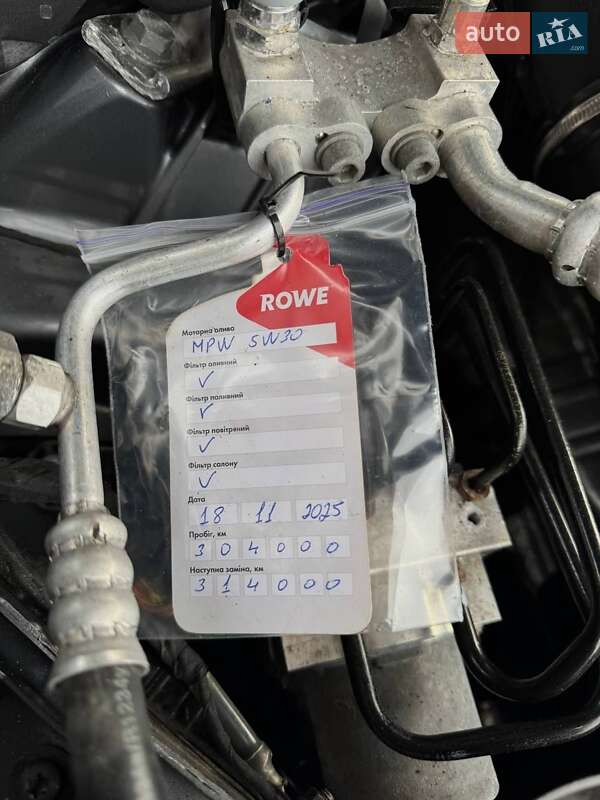 auto RIA
.com
ROWE
Моторна олива
MPW 5W30
Фільтр оливний
✓
Фільтр паливний
✓
Фільтр повітряний
✓
Фільтр салону
✓
Дата
18 11 2025
Пробіг, км
304000
Наступна заміна, км
314000